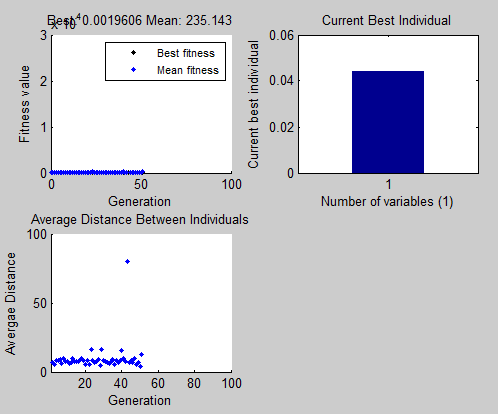 Best: 0.0019606 Mean: 235.143
x 10^4
3
2
1
0
Fitness value
Best fitness
Mean fitness
0 50 100
Generation
Current Best Individual
0.06
0.04
0.02
0
Current best individual
1
Number of variables (1)
Average Distance Between Individuals
100
50
0
Avergae Distance
20 40 60 80 100
Generation